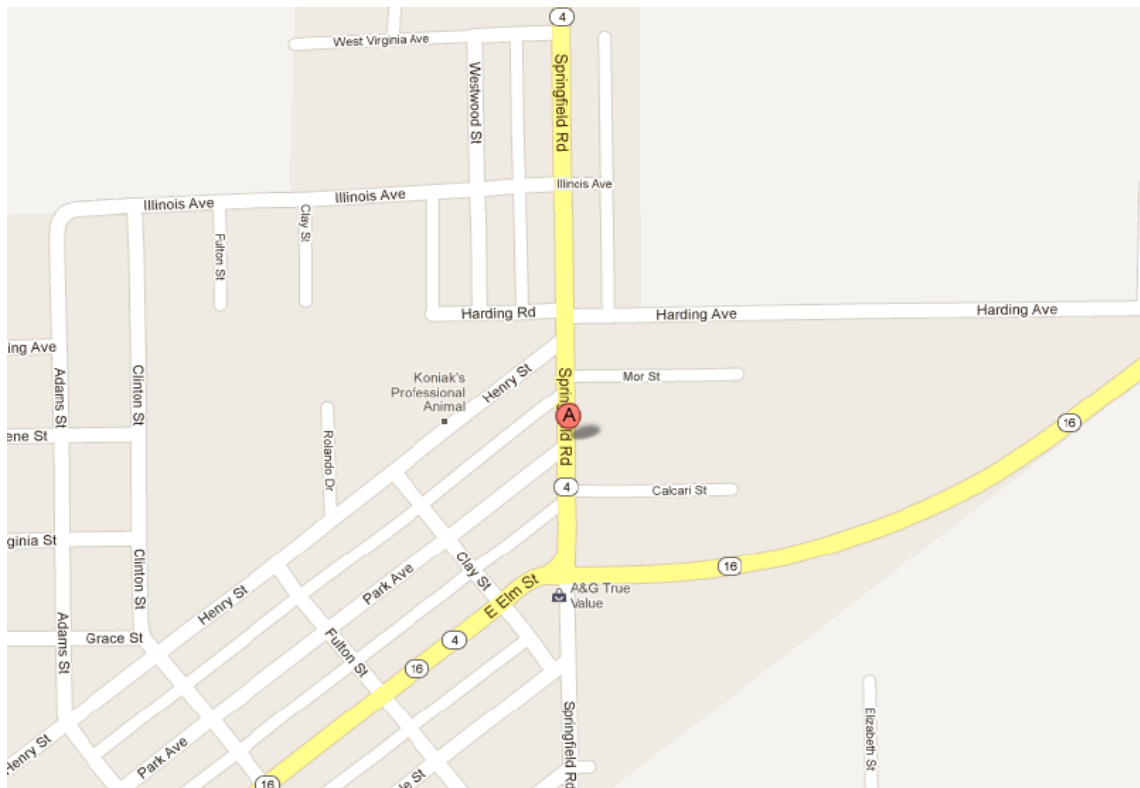 4
West Virginia Ave
Springfield Rd
Westwood St
Illinois Ave
Illinois Ave
Illinois Ave
Clay St
Fulton St
Harding Rd
Harding Ave
Harding Ave
ing Ave
Adams St
Clinton St
Koniak's
Professional
Animal
Henry St
Springfield Rd
Mor St
A
16
ene St
Rolando Dr
4
Calcari St
ginia St
Clinton St
Clay St
16
Park Ave
E Elm St
A&G True
Value
Henry St
Adams St
Grace St
4
Fulton St
16
Springfield Rd
Elizabeth St
Henry St
Park Ave
le St
16